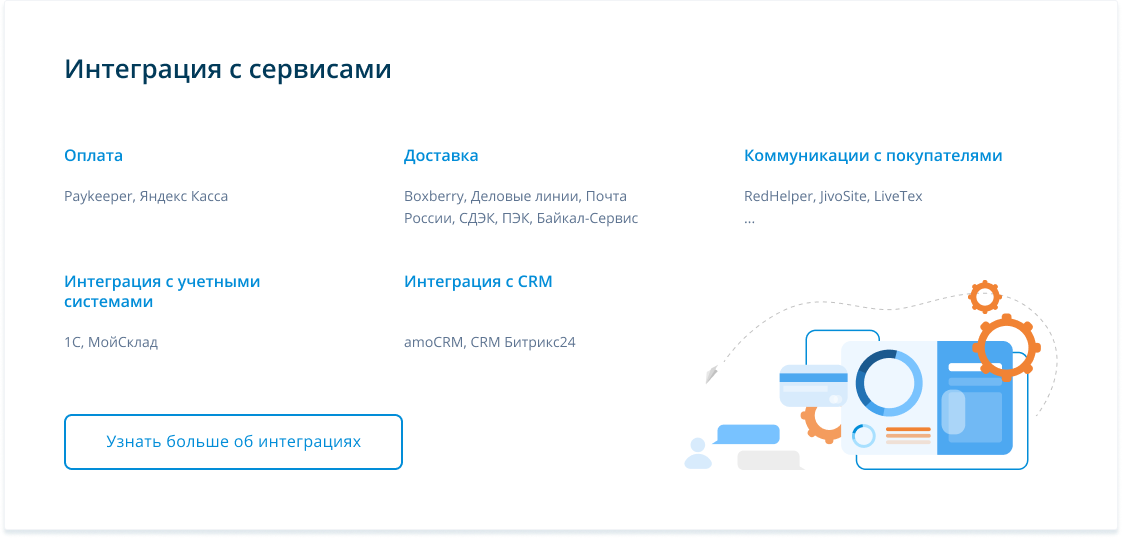 Интеграция с сервисами
Оплата
Paykeeper, Яндекс Касса
Доставка
Boxberry, Деловые линии, Почта
России, СДЭК, ПЭК, Байкал-Сервис
Коммуникации с покупателями
RedHelper, JivoSite, LiveTex
...
Интеграция с учетными
системами
1С, МойСклад
Интеграция с CRM
amoCRM, CRM Битрикс24
Узнать больше об интеграциях